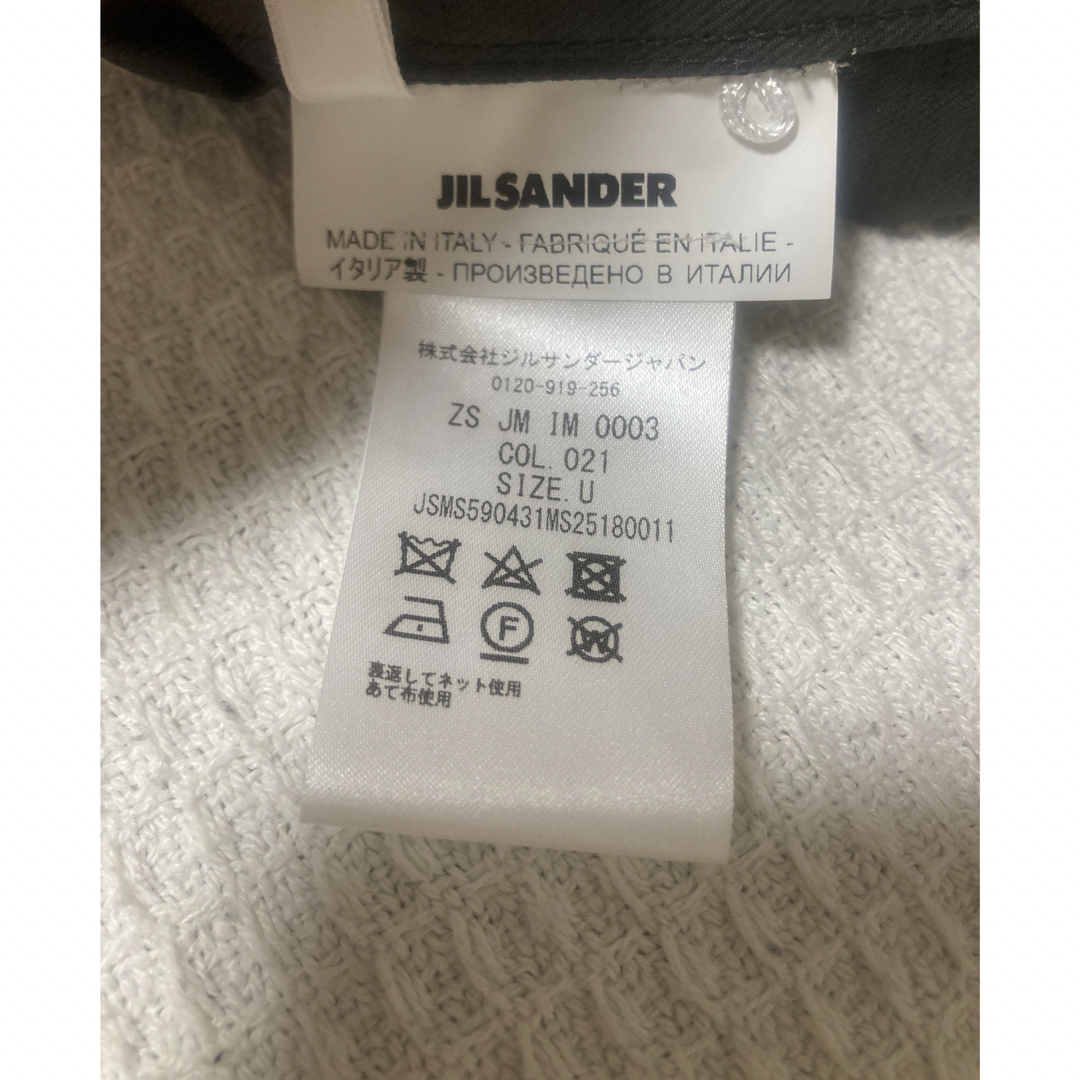 JIL SANDER
MADE IN ITALY - FABRIQUÉ EN ITALIE -
イタリア製 - ПРОИЗВЕДЕНО В ИТАЛИИ
株式会社ジルサンダージャパン
0120-919-256
ZS JM IM 0003
COL. 021
SIZE. U
JSMS590431MS25180011
F
W
裏返してネット使用
あて布使用